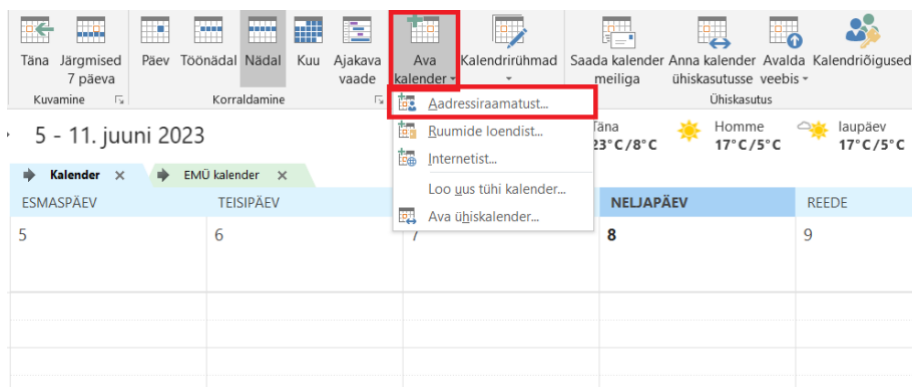 Täna Järgmised 7 päeva
Päev Töönädal Nädal Kuu Ajakava vaade
Ava kalender
Kalendrirühmad
Saada kalender meiliga
Anna kalender ühiskasutusse
Avalda veebis
Kalendriõigused
Kuvamine
Korraldamine
Ühiskasutus
Aadressiraamatust...
Ruumide loendist...
Internetist...
Loo uus tühi kalender...
Ava ühiskalender...
5 - 11. juuni 2023
Täna
23°C/8°C
Homme
17°C/5°C
laupäev
17°C/5°C
Kalender ×
EMÜ kalender ×
ESMASPÄEV
TEISIPÄEV
NELJAPÄEV
REEDE
5
6
7
8
9